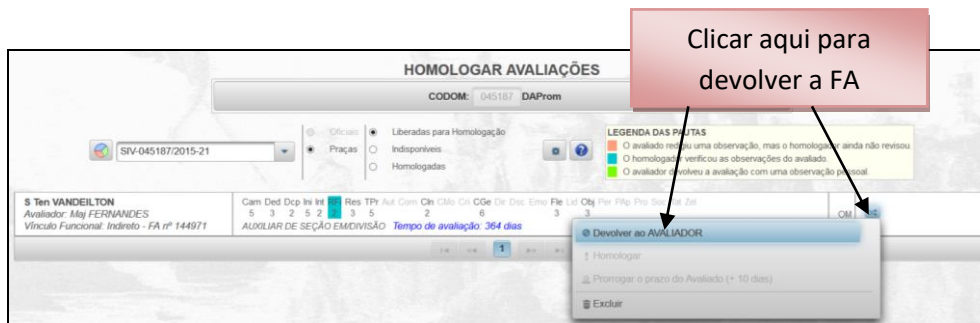 Clicar aqui para
devolver a FA
HOMOLOGAR AVALIAÇÕES
CODOM: 045187 DAProm
SIV-045187/2015-21
Oficiais
Praças
Liberadas para Homologação
Indisponíveis
Homologadas
LEGENDA DAS PAUTAS
O avaliado redigiu uma observação, mas o homologador ainda não revisou.
O homologador verificou as observações do avaliado.
O avaliador devolveu a avaliação com uma observação pessoal.
S Ten VANDEILTON
Avaliador: Maj FERNANDES
Vínculo Funcional: Indireto - FA nº 144971
Cam Ded Dcp Ini Int Res TPr Aut Com Cln CMo Cri CGe Dir Dsc Emo Fle Lid Obj Per PAp Pro Soc Tat Zel
5 3 2 5 2 2 3 5 2 6 3 3
AUXILIAR DE SEÇÃO EM/DIVISÃO Tempo de avaliação: 364 dias
OM
1
Devolver ao AVALIADOR
Homologar
Prorrogar o prazo do Avaliado (+ 10 dias)
Excluir